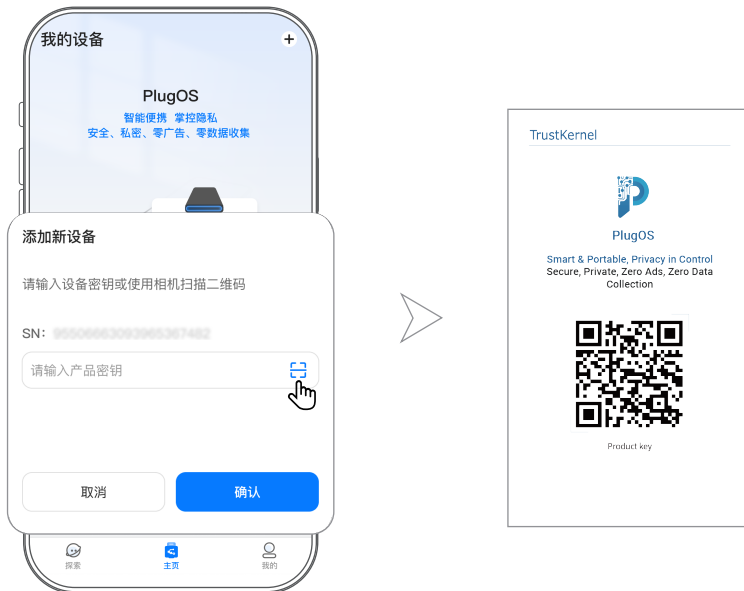 我的设备
PlugOS
智能便携 掌控隐私
安全、私密、零广告、零数据收集
添加新设备
请输入设备密钥或使用相机扫描二维码
SN:
请输入产品密钥
取消
确认
探索
主页
我的
TrustKernel
PlugOS
Smart & Portable, Privacy in Control
Secure, Private, Zero Ads, Zero Data
Collection
Product key